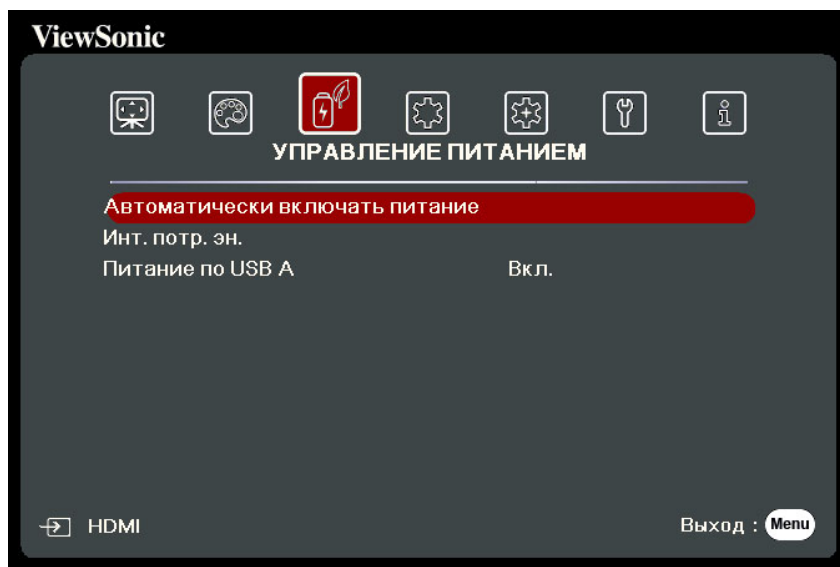 ViewSonic
УПРАВЛЕНИЕ ПИТАНИЕМ
Автоматически включать питание
Инт. потр. эн.
Питание по USB A Вкл.
HDMI Выход : Menu